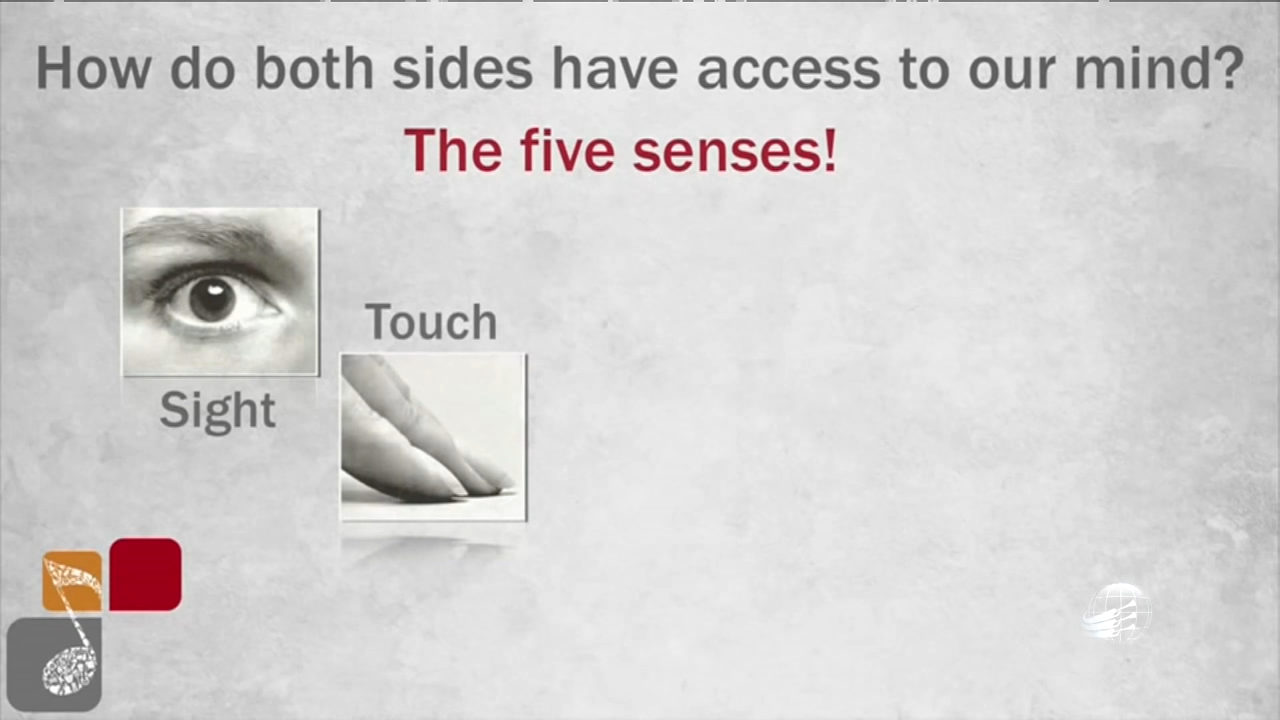 How do both sides have access to our mind?
The five senses!
Touch
Sight